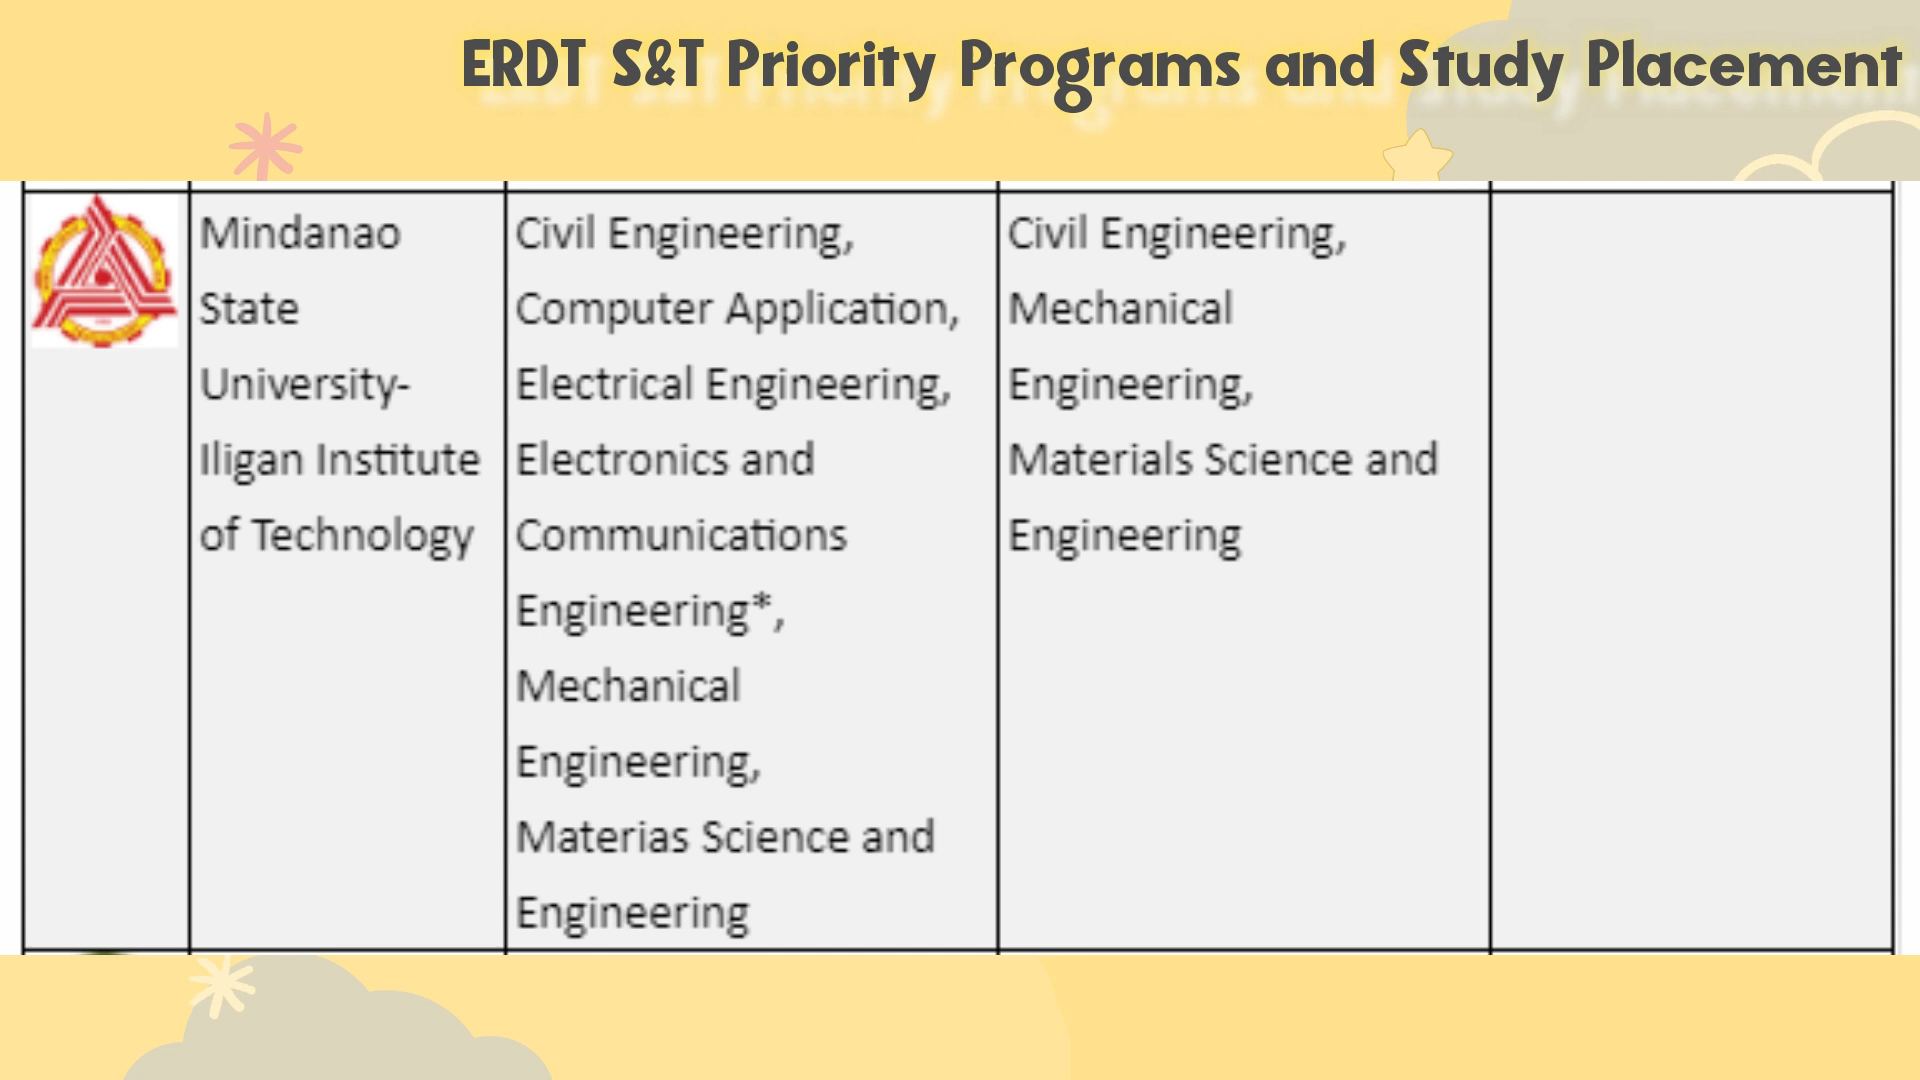 ERDT S&T Priority Programs and Study Placement
Mindanao
State
University-
Iligan Institute
of Technology
Civil Engineering,
Computer Application,
Electrical Engineering,
Electronics and
Communications
Engineering*,
Mechanical
Engineering,
Materias Science and
Engineering
Civil Engineering,
Mechanical
Engineering,
Materials Science and
Engineering